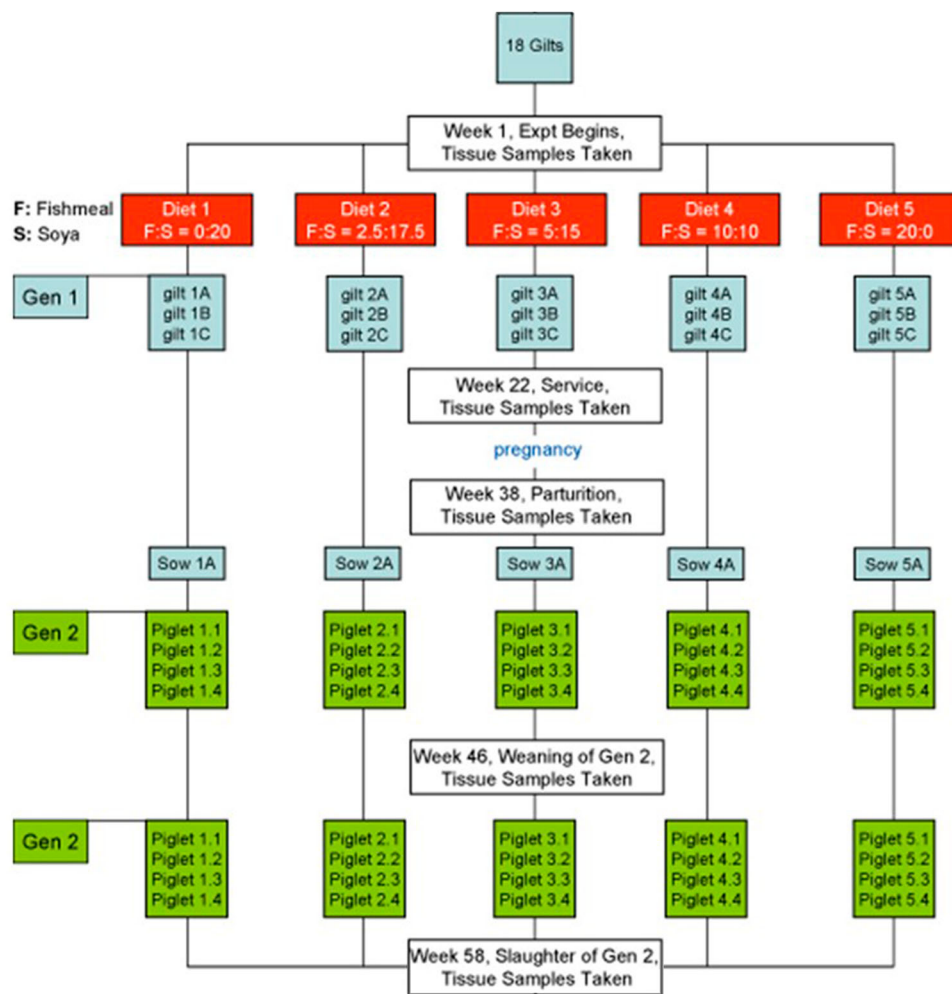 18 Gilts
Week 1, Expt Begins,
Tissue Samples Taken
F: Fishmeal
S: Soya
Diet 1
F:S = 0:20
Diet 2
F:S = 2.5:17.5
Diet 3
F:S = 5:15
Diet 4
F:S = 10:10
Diet 5
F:S = 20:0
Gen 1
gilt 1A
gilt 1B
gilt 1C
gilt 2A
gilt 2B
gilt 2C
gilt 3A
gilt 3B
gilt 3C
gilt 4A
gilt 4B
gilt 4C
gilt 5A
gilt 5B
gilt 5C
Week 22, Service,
Tissue Samples Taken
pregnancy
Week 38, Parturition,
Tissue Samples Taken
Sow 1A
Sow 2A
Sow 3A
Sow 4A
Sow 5A
Gen 2
Piglet 1.1
Piglet 1.2
Piglet 1.3
Piglet 1.4
Piglet 2.1
Piglet 2.2
Piglet 2.3
Piglet 2.4
Piglet 3.1
Piglet 3.2
Piglet 3.3
Piglet 3.4
Piglet 4.1
Piglet 4.2
Piglet 4.3
Piglet 4.4
Piglet 5.1
Piglet 5.2
Piglet 5.3
Piglet 5.4
Week 46, Weaning of Gen 2,
Tissue Samples Taken
Gen 2
Piglet 1.1
Piglet 1.2
Piglet 1.3
Piglet 1.4
Piglet 2.1
Piglet 2.2
Piglet 2.3
Piglet 2.4
Piglet 3.1
Piglet 3.2
Piglet 3.3
Piglet 3.4
Piglet 4.1
Piglet 4.2
Piglet 4.3
Piglet 4.4
Piglet 5.1
Piglet 5.2
Piglet 5.3
Piglet 5.4
Week 58, Slaughter of Gen 2,
Tissue Samples Taken